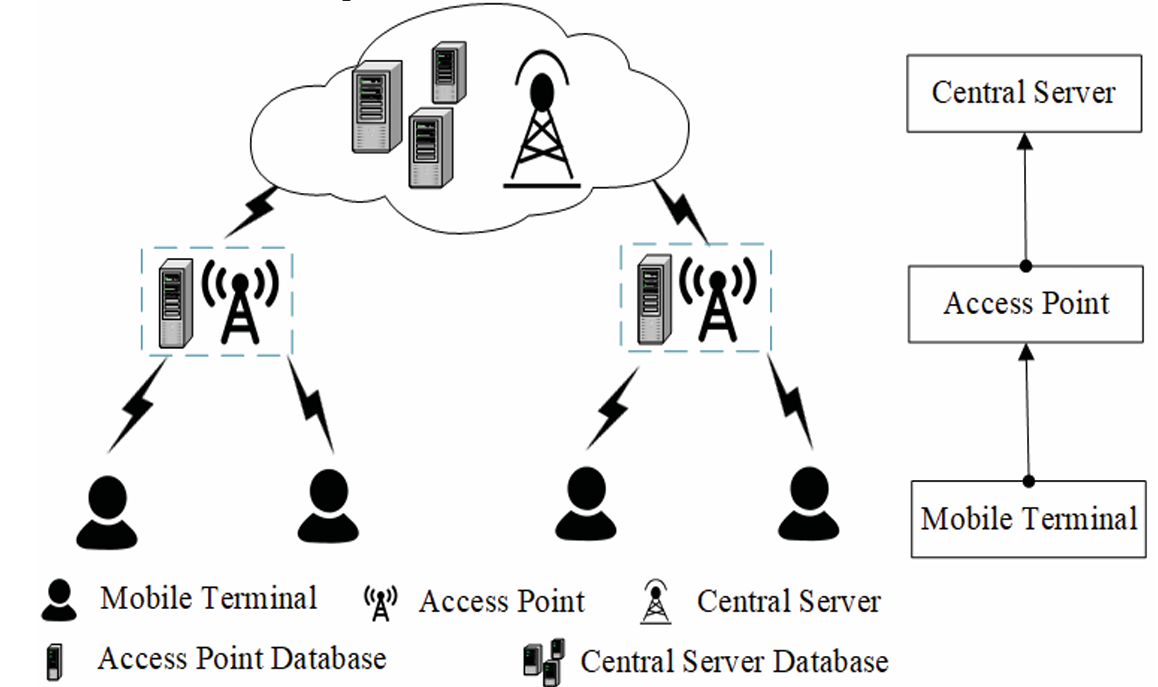 Central Server
Access Point
Mobile Terminal
Mobile Terminal
Access Point
Central Server
Access Point Database
Central Server Database